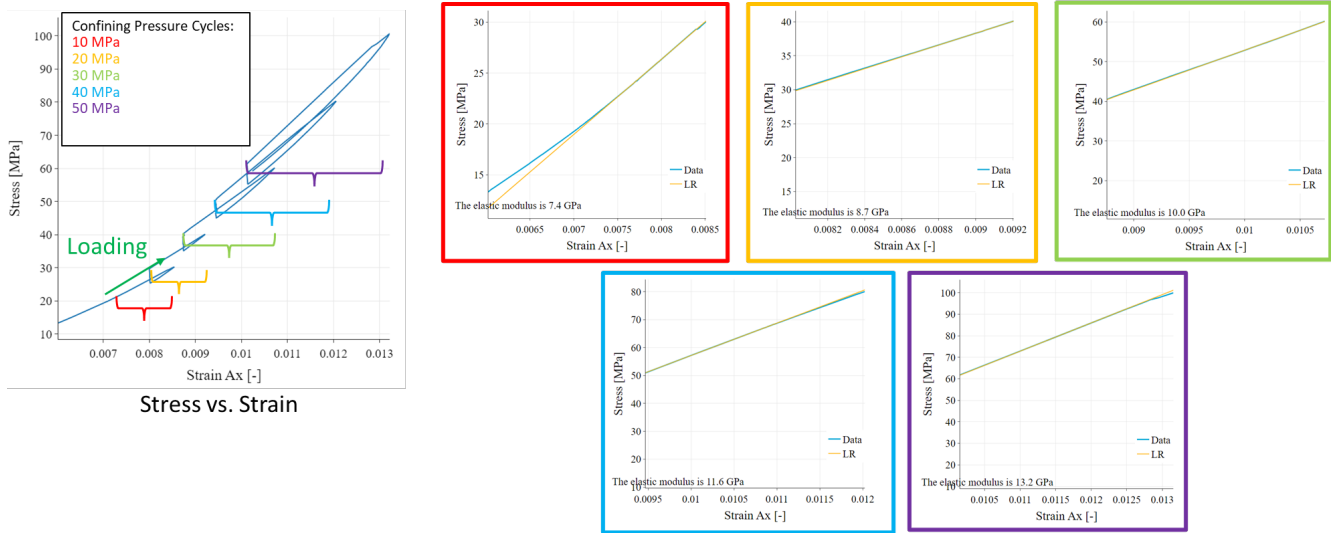 Confining Pressure Cycles:
10 MPa
20 MPa
30 MPa
40 MPa
50 MPa
Stress [MPa]
100
90
80
70
60
50
40
30
20
10
Loading
0.007
0.008
0.009
0.01
0.011
0.012
0.013
Strain Ax [-]
Stress vs. Strain
Stress [MPa]
30
25
20
15
Data
LR
The elastic modulus is 7.4 GPa
0.0065
0.007
0.0075
0.008
0.0085
Strain Ax [-]
Stress [MPa]
40
35
30
25
20
15
Data
LR
The elastic modulus is 8.7 GPa
0.0082
0.0084
0.0086
0.0088
0.009
0.0092
Strain Ax [-]
Stress [MPa]
60
50
40
30
20
Data
LR
The elastic modulus is 10.0 GPa
0.009
0.0095
0.01
0.0105
Strain Ax [-]
Stress [MPa]
80
70
60
50
40
30
20
10
Data
LR
The elastic modulus is 11.6 GPa
0.0095
0.01
0.0105
0.011
0.0115
0.012
Strain Ax [-]
Stress [MPa]
100
90
80
70
60
50
40
30
20
10
Data
LR
The elastic modulus is 13.2 GPa
0.0105
0.011
0.0115
0.012
0.0125
0.013
Strain Ax [-]